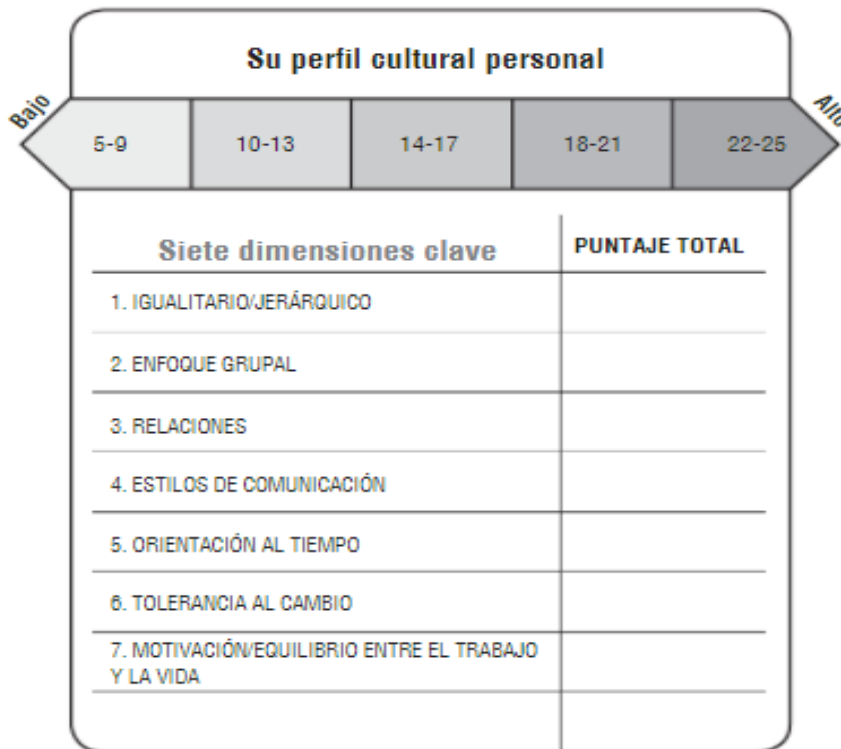 Su perfil cultural personal
Bajo
Alto
5-9 10-13 14-17 18-21 22-25
Siete dimensiones clave PUNTAJE TOTAL
1. IGUALITARIO/JERÁRQUICO
2. ENFOQUE GRUPAL
3. RELACIONES
4. ESTILOS DE COMUNICACIÓN
5. ORIENTACIÓN AL TIEMPO
6. TOLERANCIA AL CAMBIO
7. MOTIVACIÓN/EQUILIBRIO ENTRE EL TRABAJO
Y LA VIDA